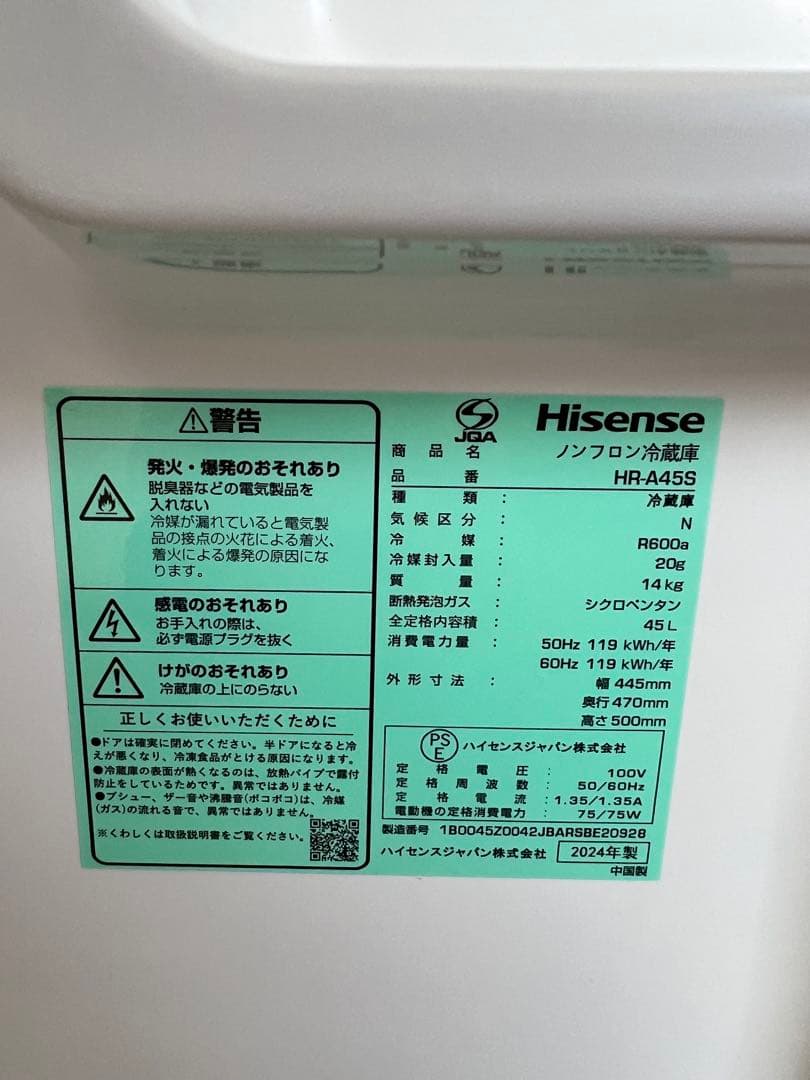 警告
発火・爆発のおそれあり
脱臭器などの電気製品を
入れない
冷媒が漏れていると電気製
品の接点の火花による着火、
着火による爆発の原因にな
ります。
感電のおそれあり
お手入れの際は、
必ず電源プラグを抜く
けがのおそれあり
冷蔵庫の上にのらない
正しくお使いいただくために
●ドアは確実に閉めてください。半ドアになると冷
えが悪くなり、冷凍食品がとける原因になります。
●冷蔵庫の表面が熱くなるのは、放熱パイプで露付
防止をしているためです。異常ではありません。
●プシュー、ザー音や沸騰音(ポコポコ)は、冷媒
(ガス)の流れる音で、異常ではありません。
※くわしくは取扱説明書をご覧ください。
JQA
Hisense
商品名 ノンフロン冷蔵庫
品番 HR-A45S
種類 : 冷蔵庫
気候区分 : N
冷媒 : R600a
冷媒封入量 : 20g
質量 : 14kg
断熱発泡ガス : シクロペンタン
全定格内容積 : 45L
消費電力量 : 50Hz 119 kWh/年
60Hz 119 kWh/年
外形寸法 : 幅 445mm
奥行 470mm
高さ 500mm
PSE ハイセンスジャパン株式会社
定格電圧 : 100V
定格周波数 : 50/60Hz
定格電流 : 1.35/1.35A
電動機の定格消費電力 : 75/75W
製造番号 1B0045Z0042JBARSBE20928
ハイセンスジャパン株式会社 2024年製
中国製